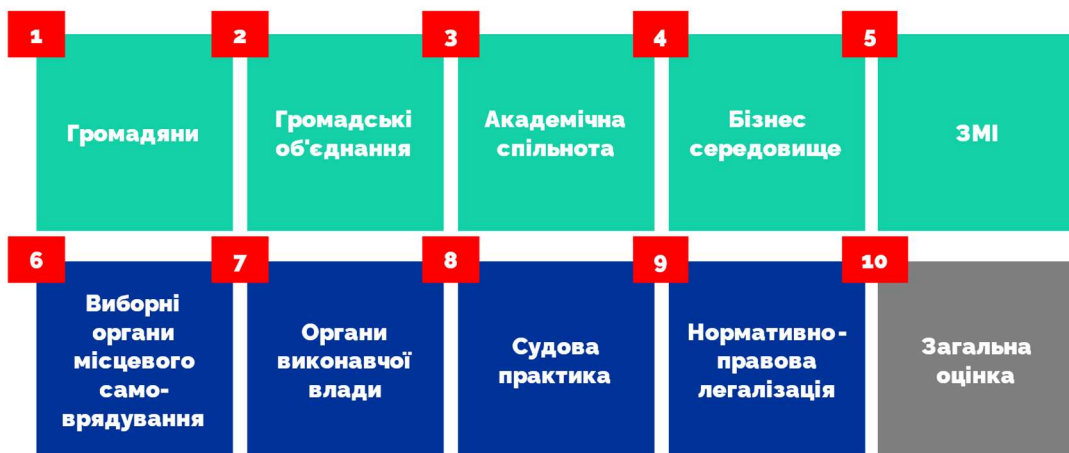 1
Громадяни
2
Громадські
об'єднання
3
Академічна
спільнота
4
Бізнес
середовище
5
ЗМІ
6
Виборні
органи
місцевого
само-
врядування
7
Органи
виконавчої
влади
8
Судова
практика
9
Нормативно-
правова
легалізація
10
Загальна
оцінка